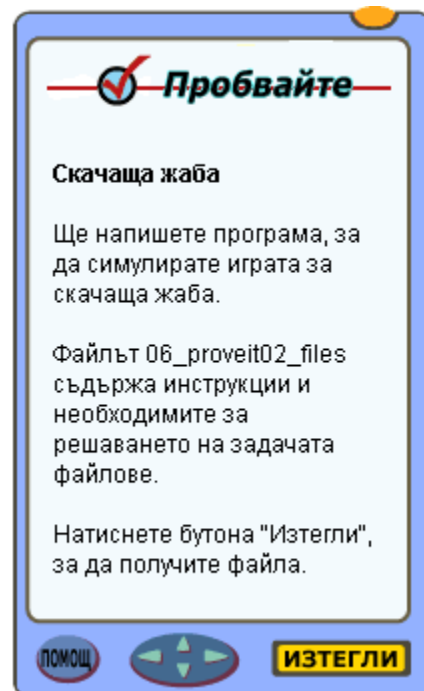 Пробвайте
Скачаща жаба
Ще напишете програма, за
да симулирате играта за
скачаща жаба.
Файлът 06_proveit02_files
съдържа инструкции и
необходимите за
решаването на задачата
файлове.
Натиснете бутона "Изтегли",
за да получите файла.
ПОМОЩ
ИЗТЕГЛИ